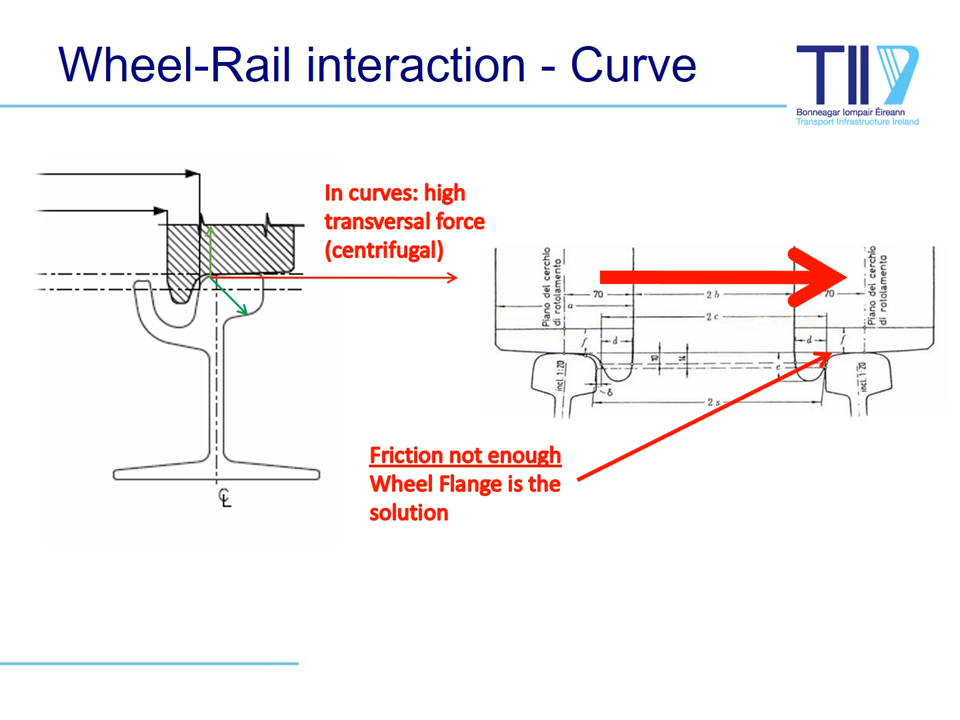 Wheel-Rail interaction - Curve
TII
Bonneagar Iompair Éireann
Transport Infrastructure Ireland
In curves: high
transversal force
(centrifugal)
Piano del cerchio
di rotolamento
Piano del cerchio
di rotolamento
70
2 b
70
a
2 c
f
d
d
f
10
14
e
incl. 1:20
incl. 1:20
δ
2 s
Friction not enough
Wheel Flange is the
solution
℄